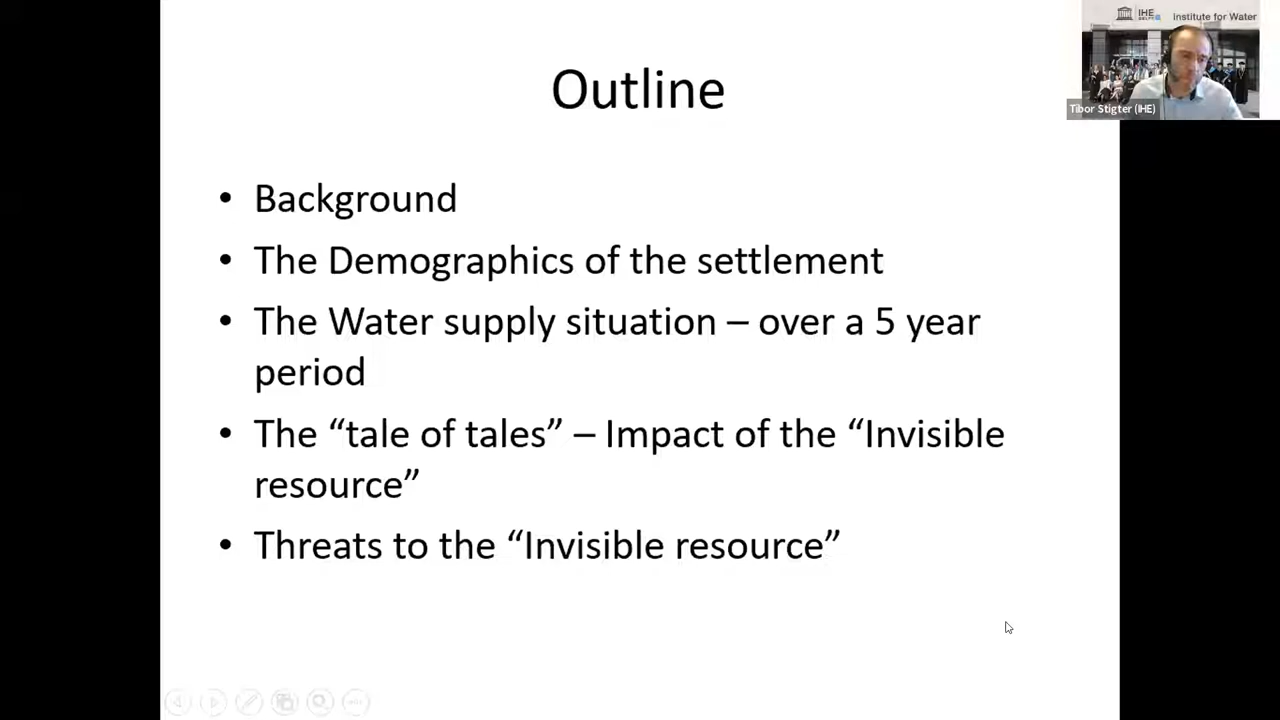 IHE
DELFT
Institute for Water
Tibor Stigter (IHE)
Outline
• Background
• The Demographics of the settlement
• The Water supply situation – over a 5 year
period
• The “tale of tales” – Impact of the “Invisible
resource”
• Threats to the “Invisible resource”